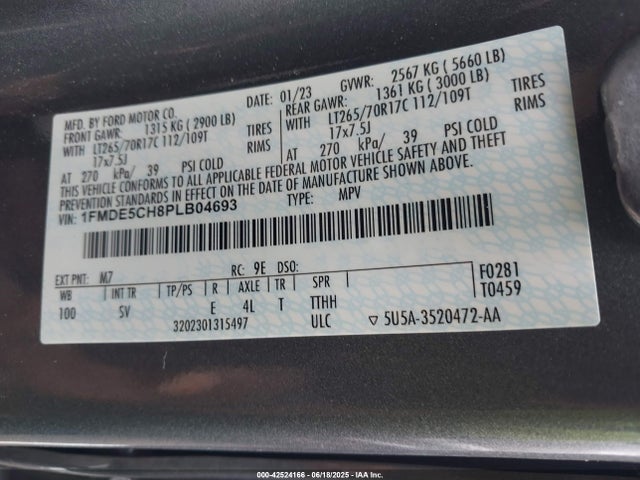 MFD. BY FORD MOTOR CO. DATE: 01/23 GVWR: 2567 KG ( 5660 LB)
FRONT GAWR: 1315 KG ( 2900 LB) REAR GAWR: 1361 KG ( 3000 LB)
WITH LT265/70R17C 112/109T TIRES WITH LT265/70R17C 112/109T TIRES
17x7.5J RIMS 17x7.5J RIMS
AT 270 kPa/ 39 PSI COLD AT 270 kPa/ 39 PSI COLD
THIS VEHICLE CONFORMS TO ALL APPLICABLE FEDERAL MOTOR VEHICLE SAFETY AND THEFT
PREVENTION STANDARDS IN EFFECT ON THE DATE OF MANUFACTURE SHOWN ABOVE.
VIN: 1FMDE5CH8PLB04693 TYPE: MPV
EXT PNT: M7 RC: 9E DSO: F0281
WB INT TR TP/PS R AXLE TR SPR T0459
100 SV E 4L T TTHH
3202301315497 ULC ▽ 5U5A-3520472-AA
000-42524166 - 06/18/2025 - IAA Inc.